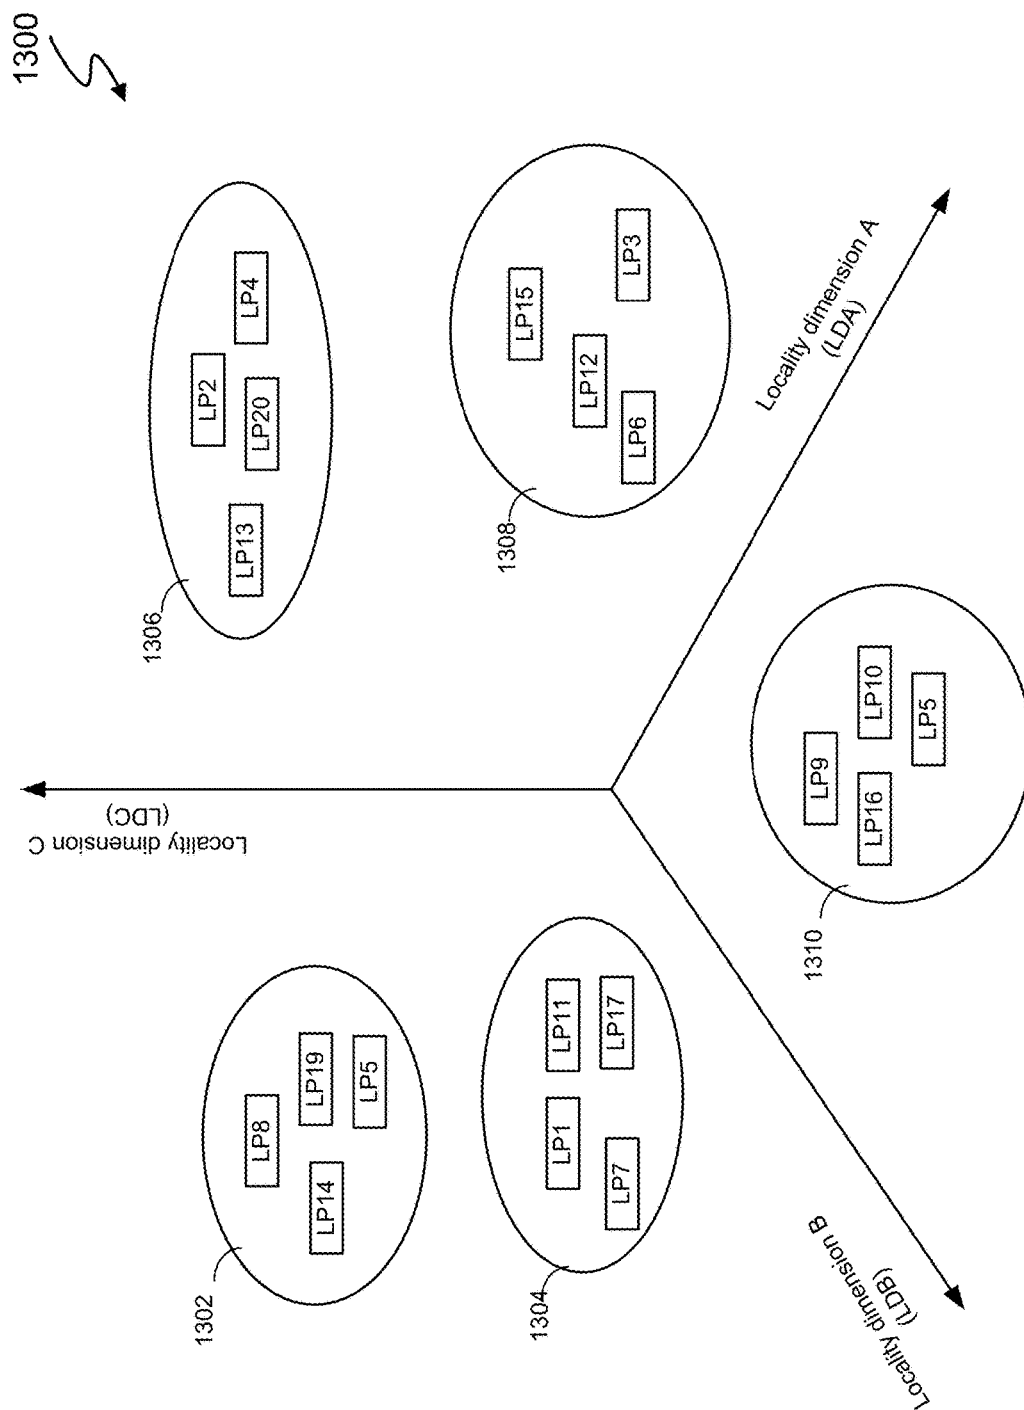 1300
LP4
LP2
LP20
LP13
1306
LP15
LP3
LP12
LP6
1308
Locality dimension A
(LDA)
Locality dimension C
(LDC)
LP8
LP19
LP5
LP14
1302
LP11
LP17
LP1
LP7
1304
LP10
LP5
LP9
LP16
1310
Locality dimension B
(LDB)